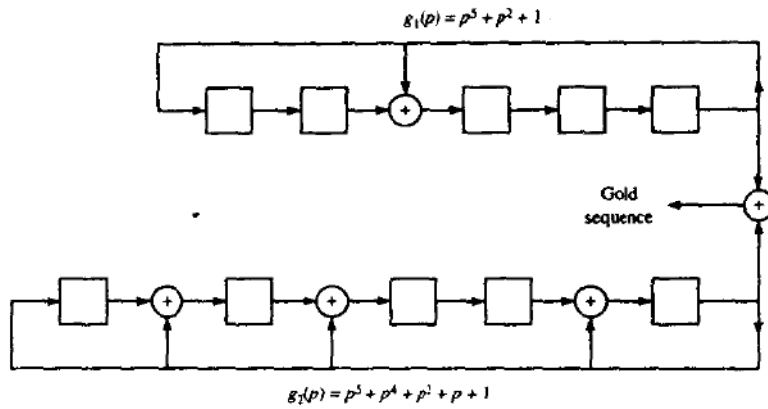 g₁(p) = p⁵ + p² + 1
+
Gold
sequence
+
+
+
+
g₂(p) = p⁵ + p⁴ + p² + p + 1